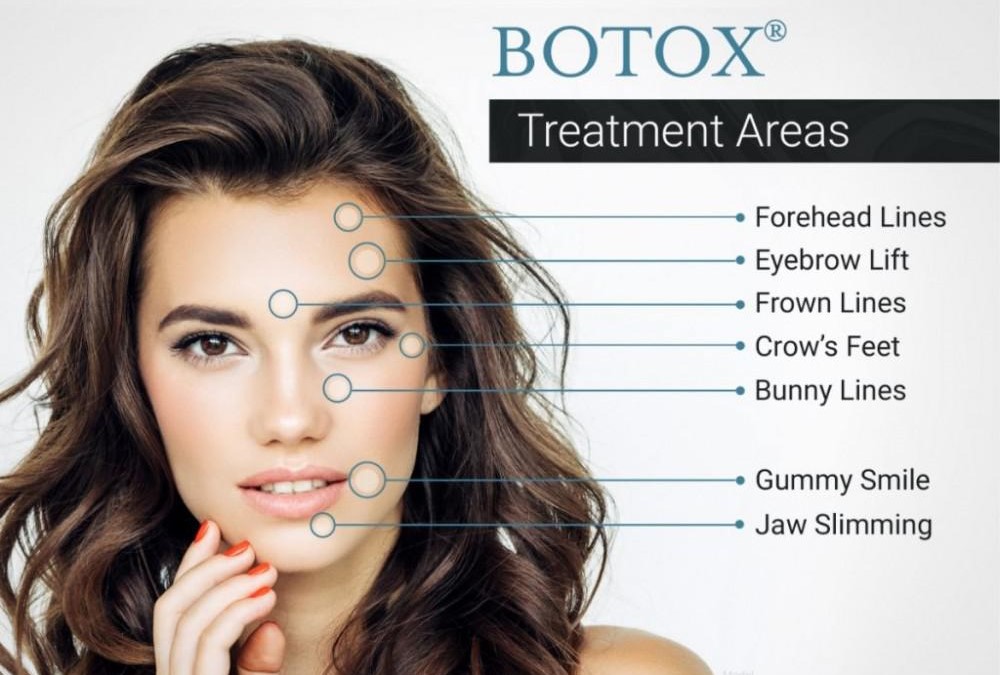 BOTOX®
Treatment Areas
Forehead Lines
Eyebrow Lift
Frown Lines
Crow’s Feet
Bunny Lines
Gummy Smile
Jaw Slimming